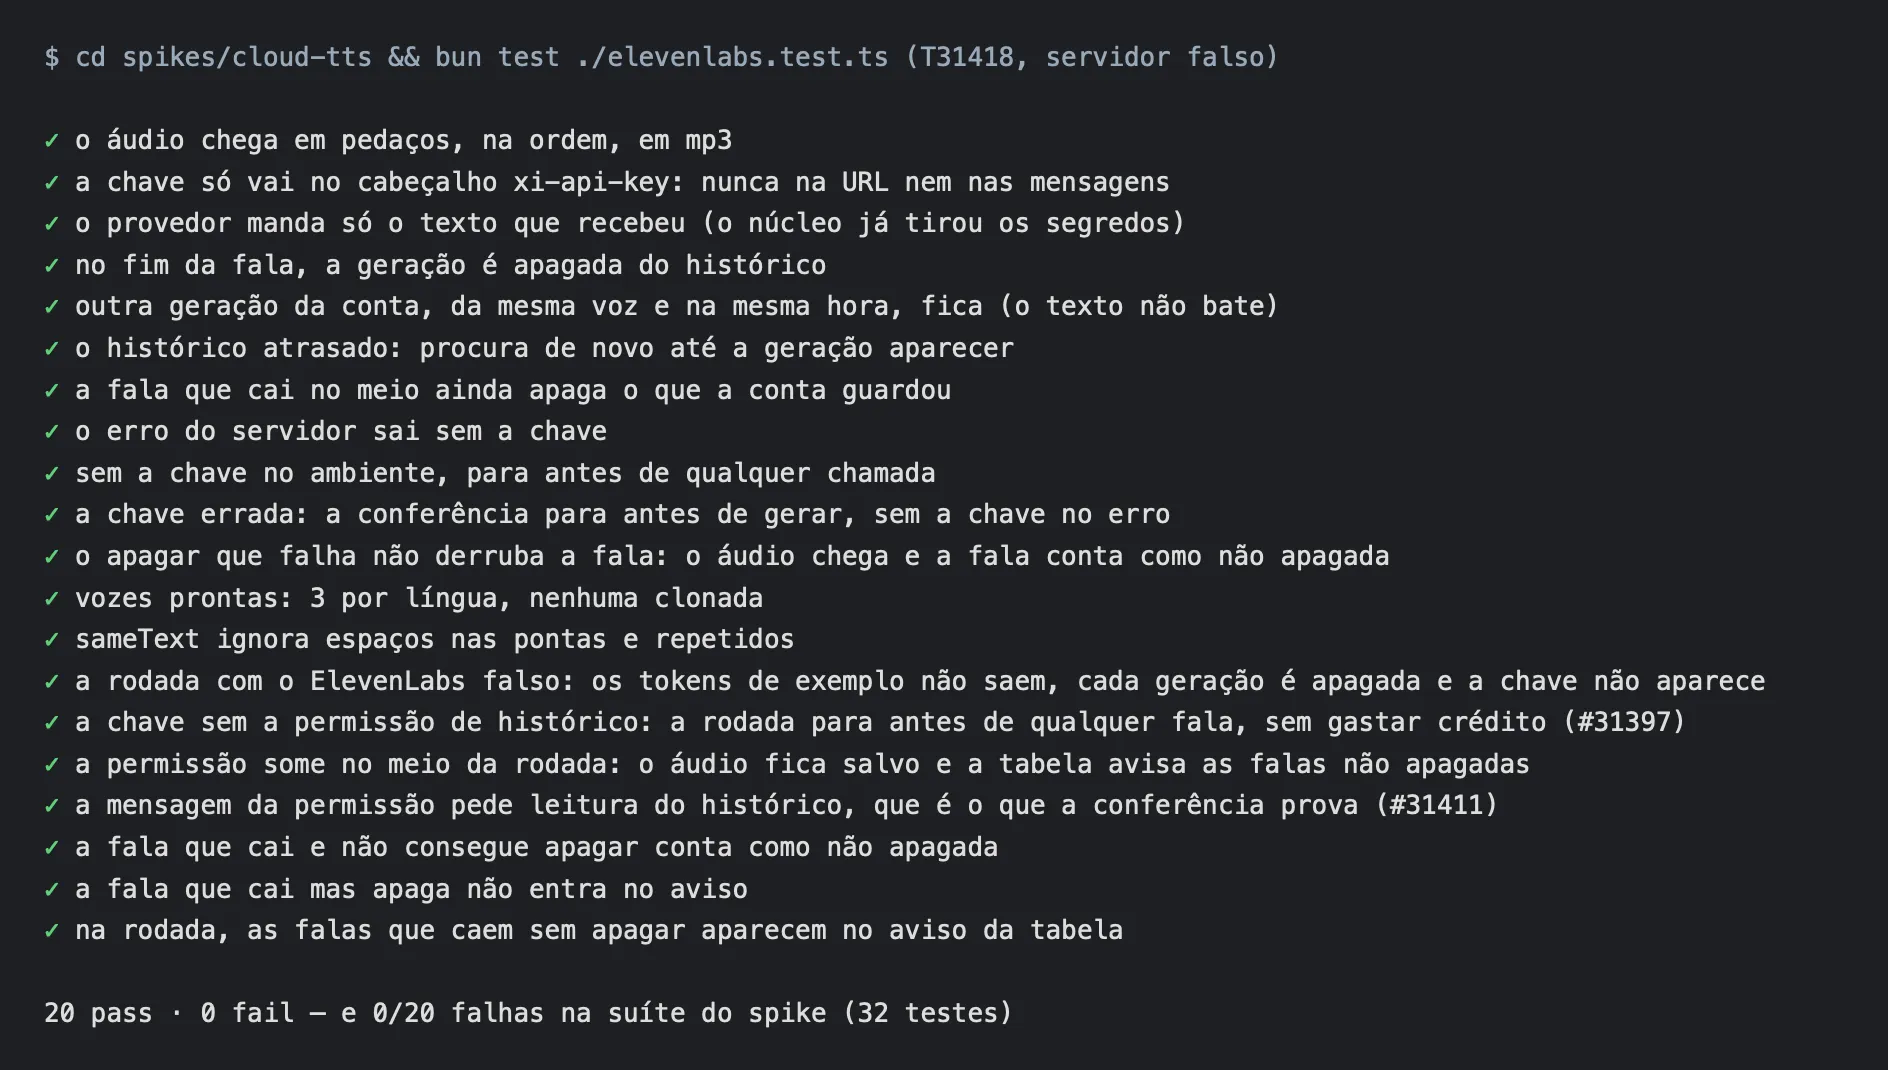 $ cd spikes/cloud-tts && bun test ./elevenlabs.test.ts (T31418, servidor falso)
✓ o áudio chega em pedaços, na ordem, em mp3
✓ a chave só vai no cabeçalho xi-api-key: nunca na URL nem nas mensagens
✓ o provedor manda só o texto que recebeu (o núcleo já tirou os segredos)
✓ no fim da fala, a geração é apagada do histórico
✓ outra geração da conta, da mesma voz e na mesma hora, fica (o texto não bate)
✓ o histórico atrasado: procura de novo até a geração aparecer
✓ a fala que cai no meio ainda apaga o que a conta guardou
✓ o erro do servidor sai sem a chave
✓ sem a chave no ambiente, para antes de qualquer chamada
✓ a chave errada: a conferência para antes de gerar, sem a chave no erro
✓ o apagar que falha não derruba a fala: o áudio chega e a fala conta como não apagada
✓ vozes prontas: 3 por língua, nenhuma clonada
✓ sameText ignora espaços nas pontas e repetidos
✓ a rodada com o ElevenLabs falso: os tokens de exemplo não saem, cada geração é apagada e a chave não aparece
✓ a chave sem a permissão de histórico: a rodada para antes de qualquer fala, sem gastar crédito (#31397)
✓ a permissão some no meio da rodada: o áudio fica salvo e a tabela avisa as falas não apagadas
✓ a mensagem da permissão pede leitura do histórico, que é o que a conferência prova (#31411)
✓ a fala que cai e não consegue apagar conta como não apagada
✓ a fala que cai mas apaga não entra no aviso
✓ na rodada, as falas que caem sem apagar aparecem no aviso da tabela
20 pass · 0 fail — e 0/20 falhas na suíte do spike (32 testes)